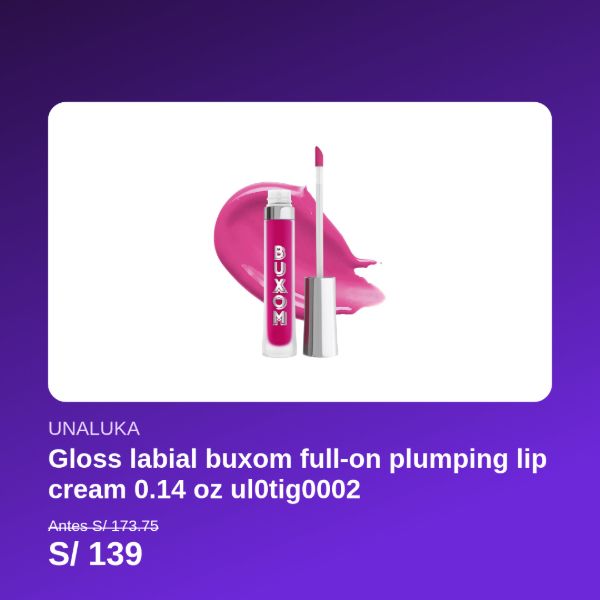 BUXOM
UNALUKA
Gloss labial buxom full-on plumping lip
cream 0.14 oz ul0tig0002
Antes S/ 173.75
S/ 139